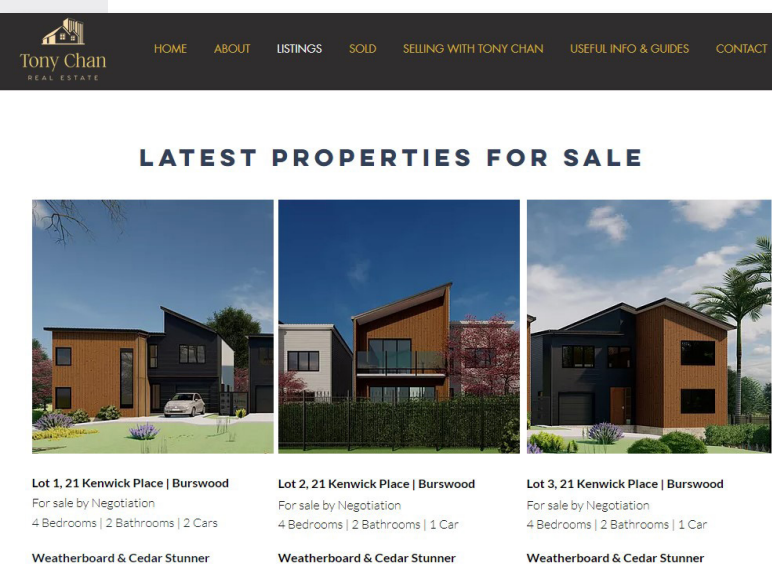 Tony Chan
REAL ESTATE
HOME ABOUT LISTINGS SOLD SELLING WITH TONY CHAN USEFUL INFO & GUIDES CONTACT
LATEST PROPERTIES FOR SALE
Lot 1, 21 Kenwick Place | Burswood
For sale by Negotiation
4 Bedrooms | 2 Bathrooms | 2 Cars
Weatherboard & Cedar Stunner
Lot 2, 21 Kenwick Place | Burswood
For sale by Negotiation
4 Bedrooms | 2 Bathrooms | 1 Car
Weatherboard & Cedar Stunner
Lot 3, 21 Kenwick Place | Burswood
For sale by Negotiation
4 Bedrooms | 2 Bathrooms | 1 Car
Weatherboard & Cedar Stunner